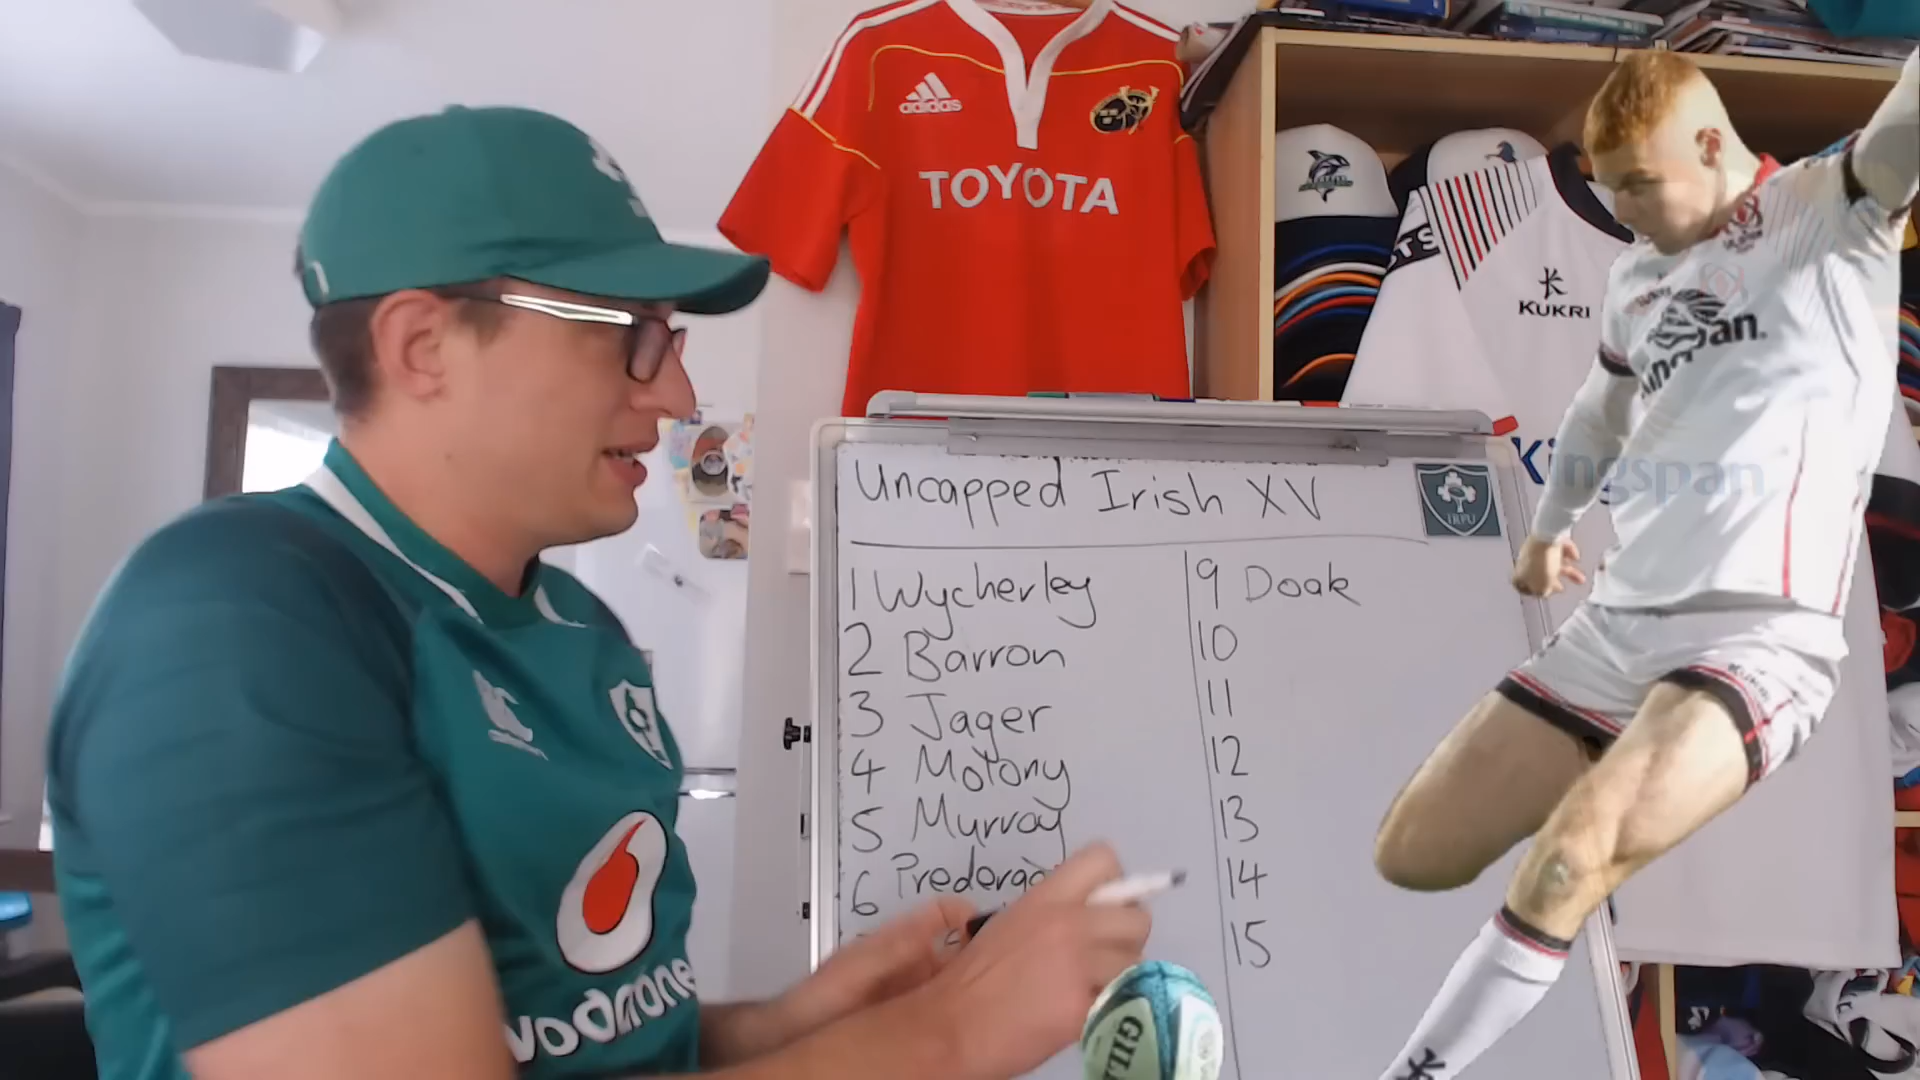 adidas
TOYOTA
KUKRI
Kingspan
Uncapped Irish XV
IRFU
1 Wycherley
2 Barron
3 Jager
4 Molony
5 Murray
6
9 Doak
10
11
12
13
14
15
vodafone